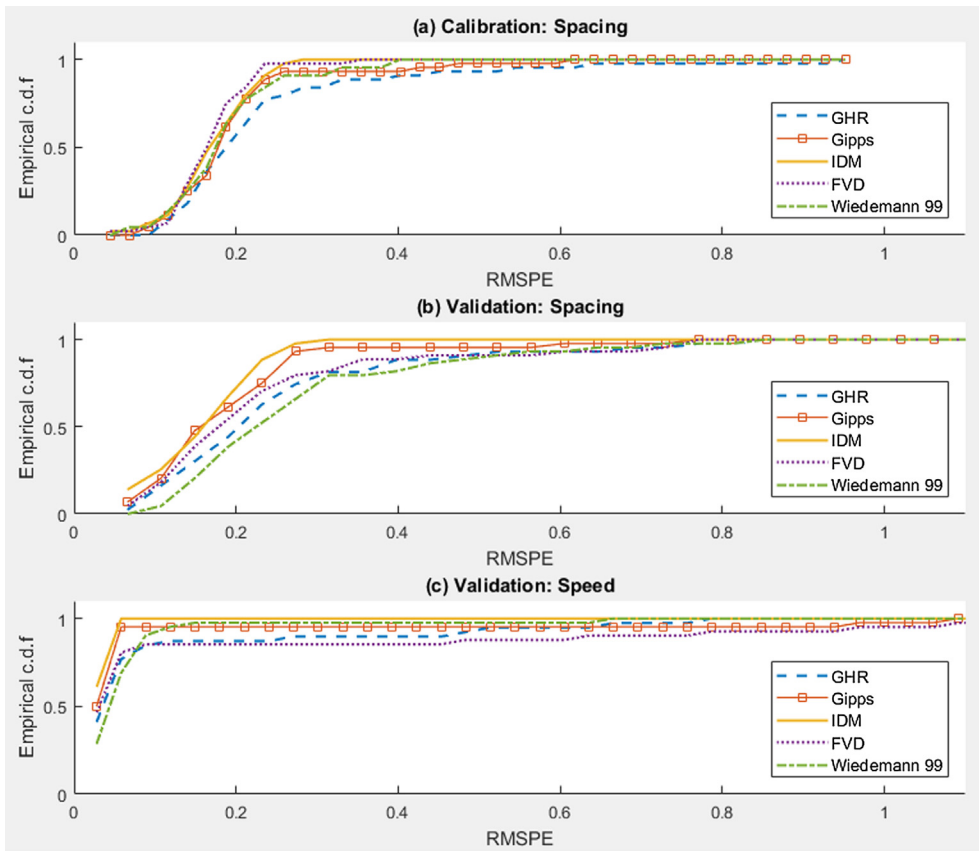 (a) Calibration: Spacing
1
0.5
0
Empirical c.d.f
0
0.2
0.4
0.6
0.8
1
RMSPE
GHR
Gipps
IDM
FVD
Wiedemann 99
(b) Validation: Spacing
1
0.5
0
Empirical c.d.f
0
0.2
0.4
0.6
0.8
1
RMSPE
GHR
Gipps
IDM
FVD
Wiedemann 99
(c) Validation: Speed
1
0.5
0
Empirical c.d.f
0
0.2
0.4
0.6
0.8
1
RMSPE
GHR
Gipps
IDM
FVD
Wiedemann 99